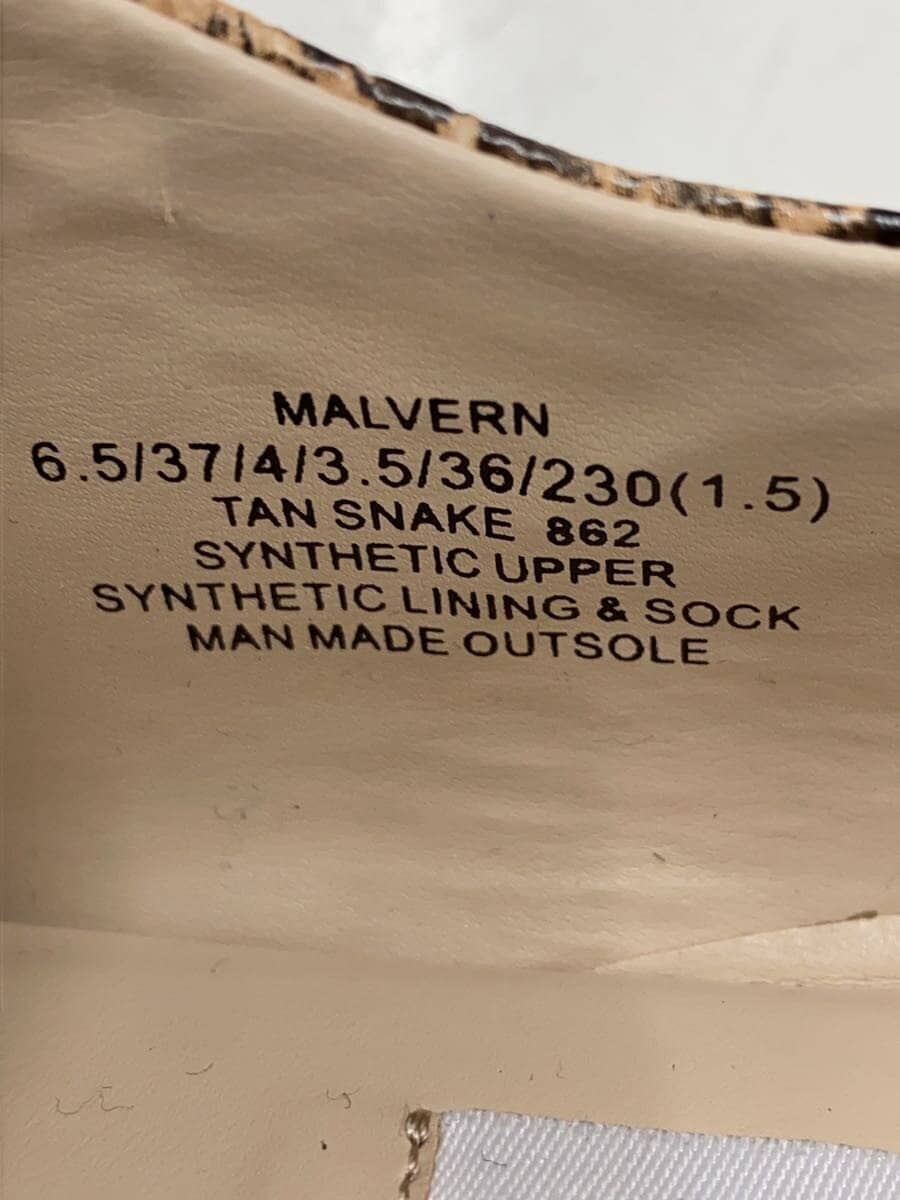 MALVERN
6.5/37/4/3.5/36/230(1.5)
TAN SNAKE 862
SYNTHETIC UPPER
SYNTHETIC LINING & SOCK
MAN MADE OUTSOLE